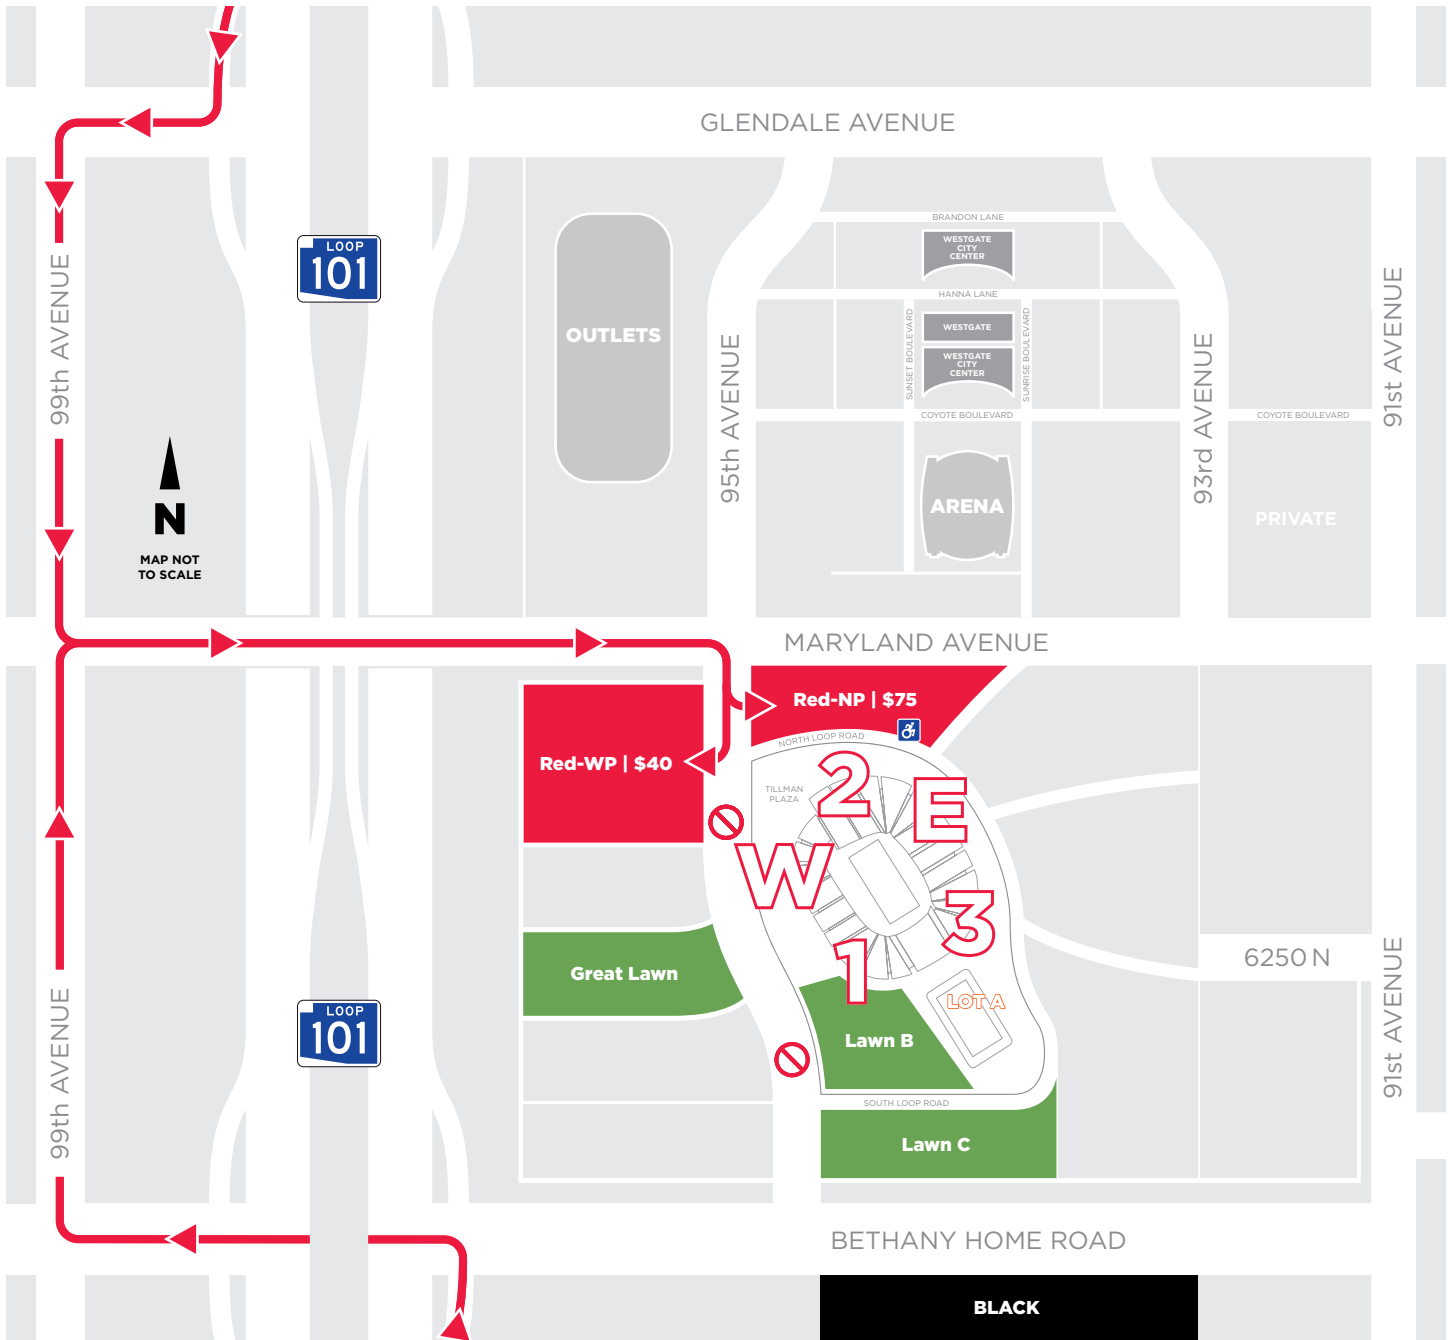 GLENDALE AVENUE
BRANDON LANE
WESTGATE
CITY
CENTER
LOOP
101
HANNA LANE
99th AVENUE
OUTLETS
95th AVENUE
SUNSET BOULEVARD
WESTGATE
SUNRISE BOULEVARD
93rd AVENUE
91st AVENUE
WESTGATE
CITY
CENTER
COYOTE BOULEVARD
COYOTE BOULEVARD
N
ARENA
PRIVATE
MAP NOT
TO SCALE
MARYLAND AVENUE
Red-NP | $75
NORTH LOOP ROAD
Red-WP | $40
TILLMAN
PLAZA
2
E
W
3
1
Great Lawn
6250 N
LOT A
LOOP
101
Lawn B
99th AVENUE
91st AVENUE
SOUTH LOOP ROAD
Lawn C
BETHANY HOME ROAD
BLACK